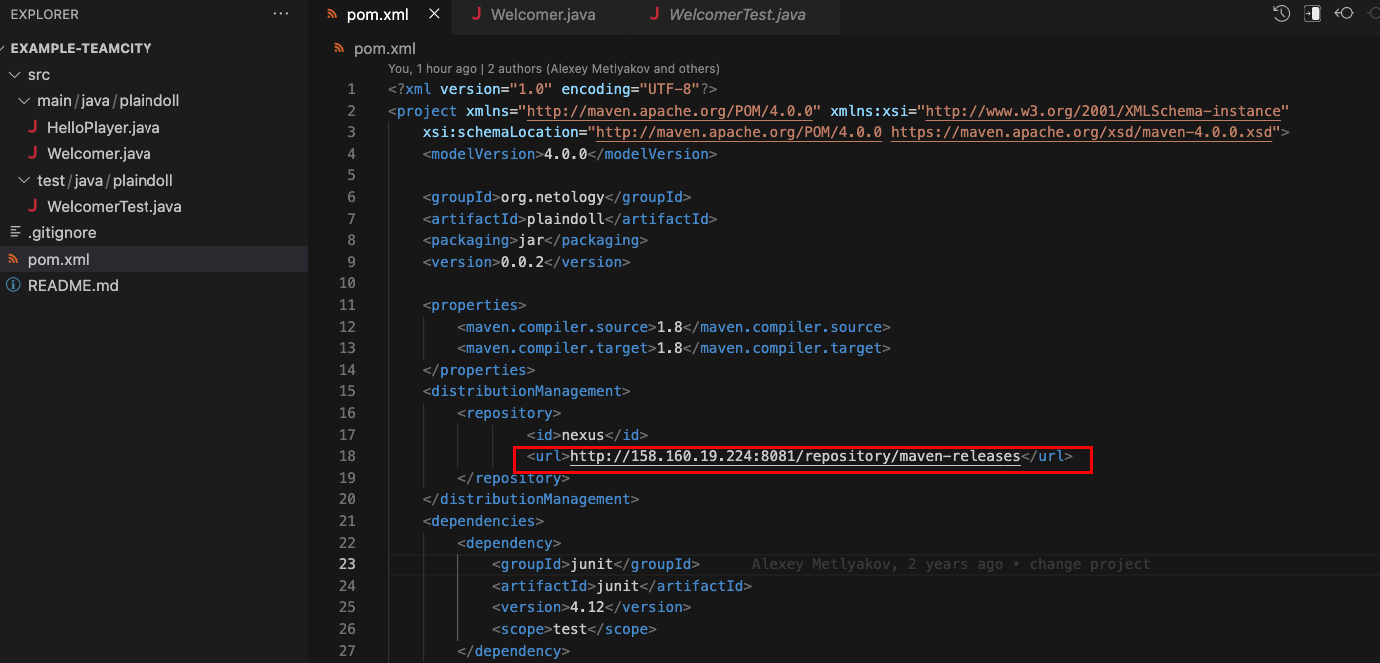 EXPLORER
EXAMPLE-TEAMCITY
src
main/java/plaindoll
J HelloPlayer.java
J Welcomer.java
test/java/plaindoll
J WelcomerTest.java
.gitignore
pom.xml
README.md
pom.xml
J Welcomer.java
J WelcomerTest.java
pom.xml
You, 1 hour ago | 2 authors (Alexey Metlyakov and others)
1 <?xml version="1.0" encoding="UTF-8"?>
2 <project xmlns="http://maven.apache.org/POM/4.0.0" xmlns:xsi="http://www.w3.org/2001/XMLSchema-instance"
3 xsi:schemaLocation="http://maven.apache.org/POM/4.0.0 https://maven.apache.org/xsd/maven-4.0.0.xsd">
4 <modelVersion>4.0.0</modelVersion>
5
6 <groupId>org.netology</groupId>
7 <artifactId>plaindoll</artifactId>
8 <packaging>jar</packaging>
9 <version>0.0.2</version>
10
11 <properties>
12 <maven.compiler.source>1.8</maven.compiler.source>
13 <maven.compiler.target>1.8</maven.compiler.target>
14 </properties>
15 <distributionManagement>
16 <repository>
17 <id>nexus</id>
18 <url>http://158.160.19.224:8081/repository/maven-releases</url>
19 </repository>
20 </distributionManagement>
21 <dependencies>
22 <dependency>
23 <groupId>junit</groupId> Alexey Metlyakov, 2 years ago • change project
24 <artifactId>junit</artifactId>
25 <version>4.12</version>
26 <scope>test</scope>
27 </dependency>